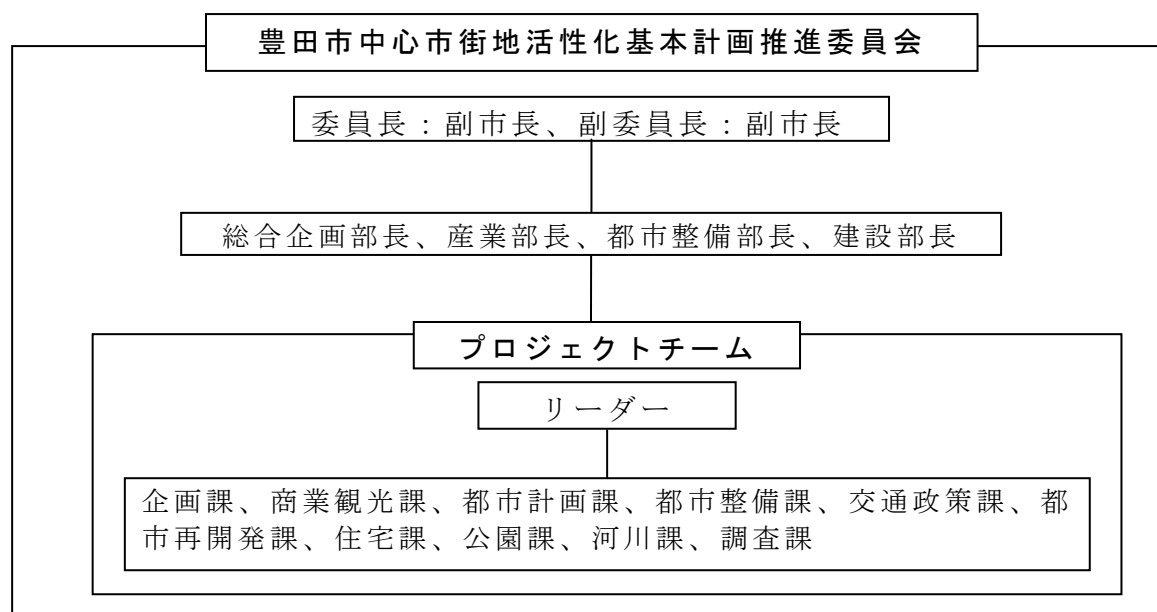 豊田市中心市街地活性化基本計画推進委員会
委員長：副市長、副委員長：副市長
総合企画部長、産業部長、都市整備部長、建設部長
プロジェクトチーム
リーダー
企画課、商業観光課、都市計画課、都市整備課、交通政策課、都
市再開発課、住宅課、公園課、河川課、調査課